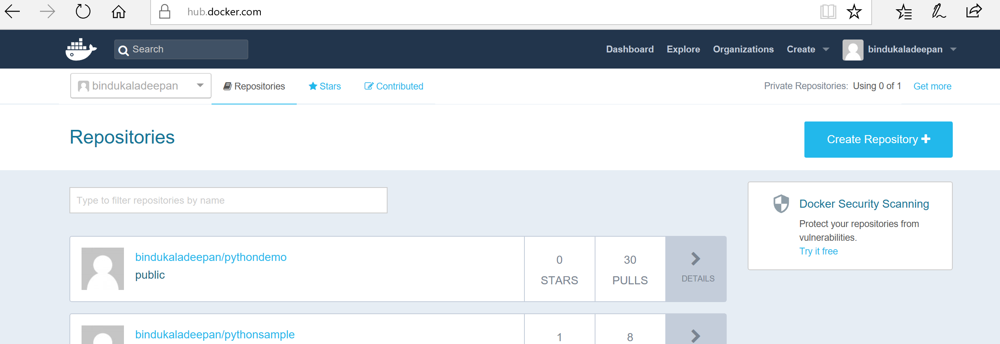 hub.docker.com
Search
Dashboard Explore Organizations Create bindukaladeepan
bindukaladeepan Repositories Stars Contributed Private Repositories: Using 0 of 1 Get more
Repositories
Create Repository
Type to filter repositories by name
Docker Security Scanning
Protect your repositories from
vulnerabilities.
Try it free
bindukaladeepan/pythondemo
public
0
STARS
30
PULLS
DETAILS
bindukaladeepan/pythonsample
1
8